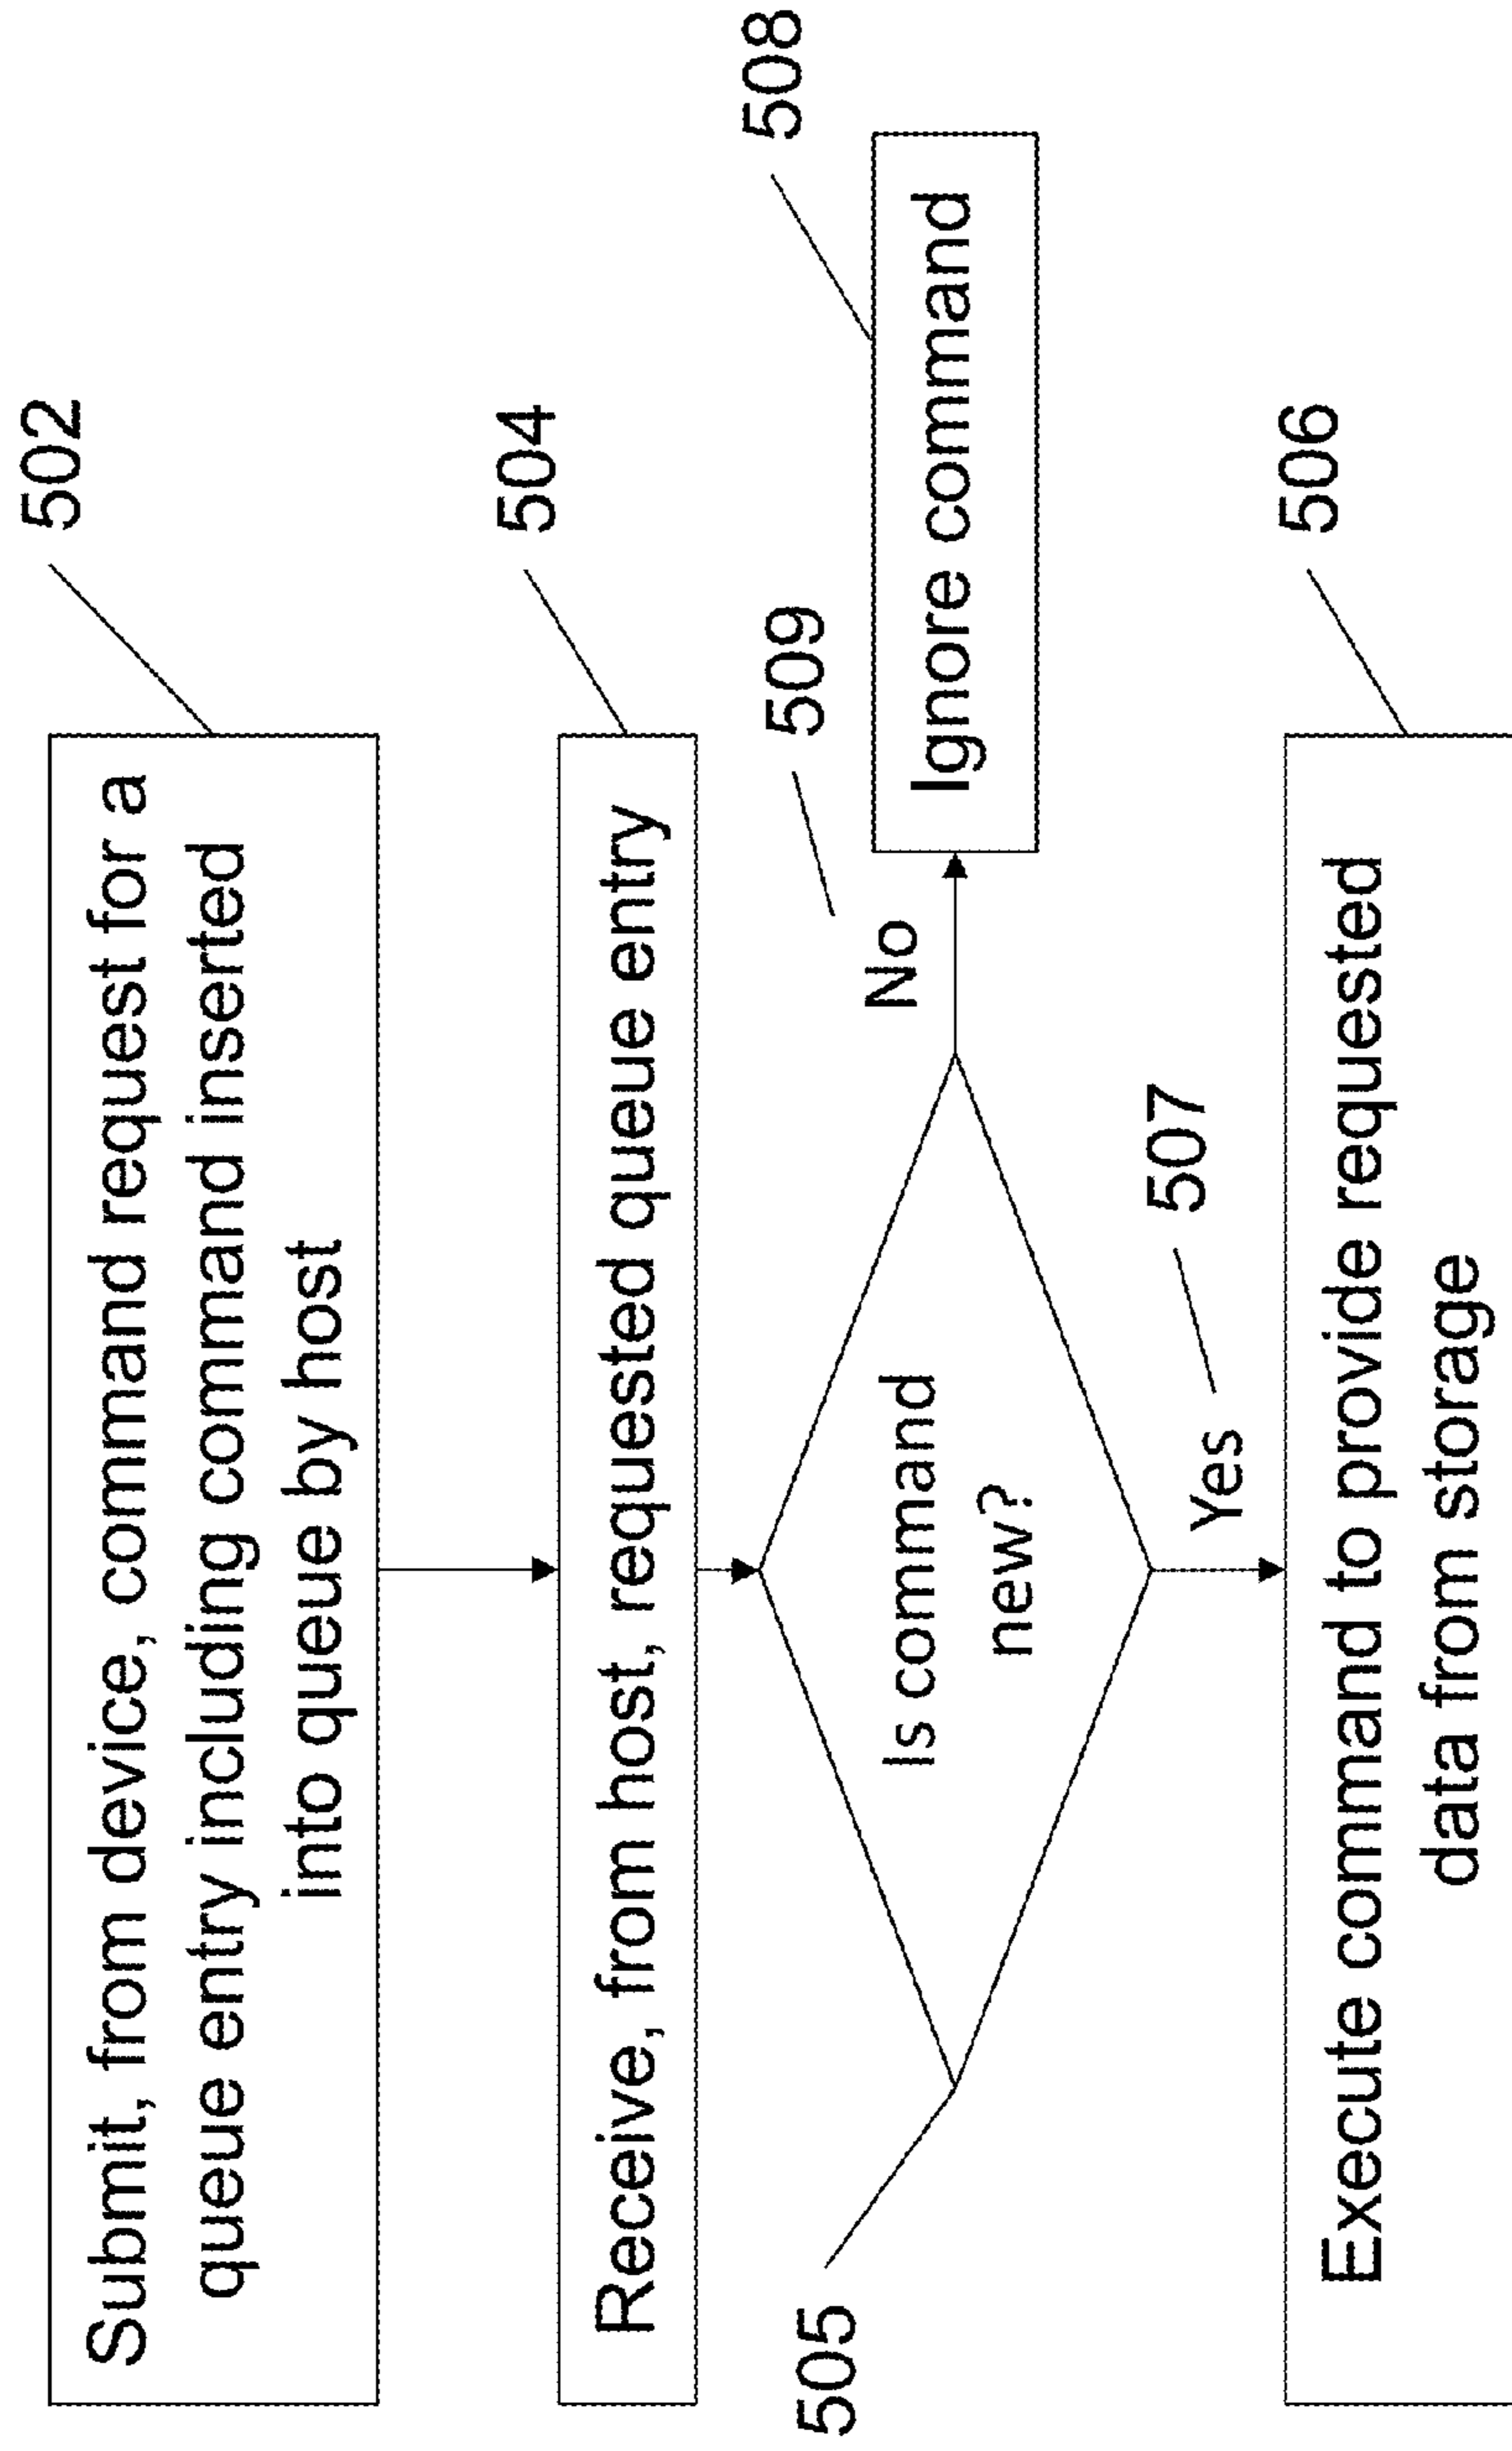 Submit, from device, command request for a
queue entry including command inserted
into queue by host
502
Receive, from host, requested queue entry
504
505
Is command
new?
No
509
Ignore command
508
Yes
507
Execute command to provide requested
data from storage
506